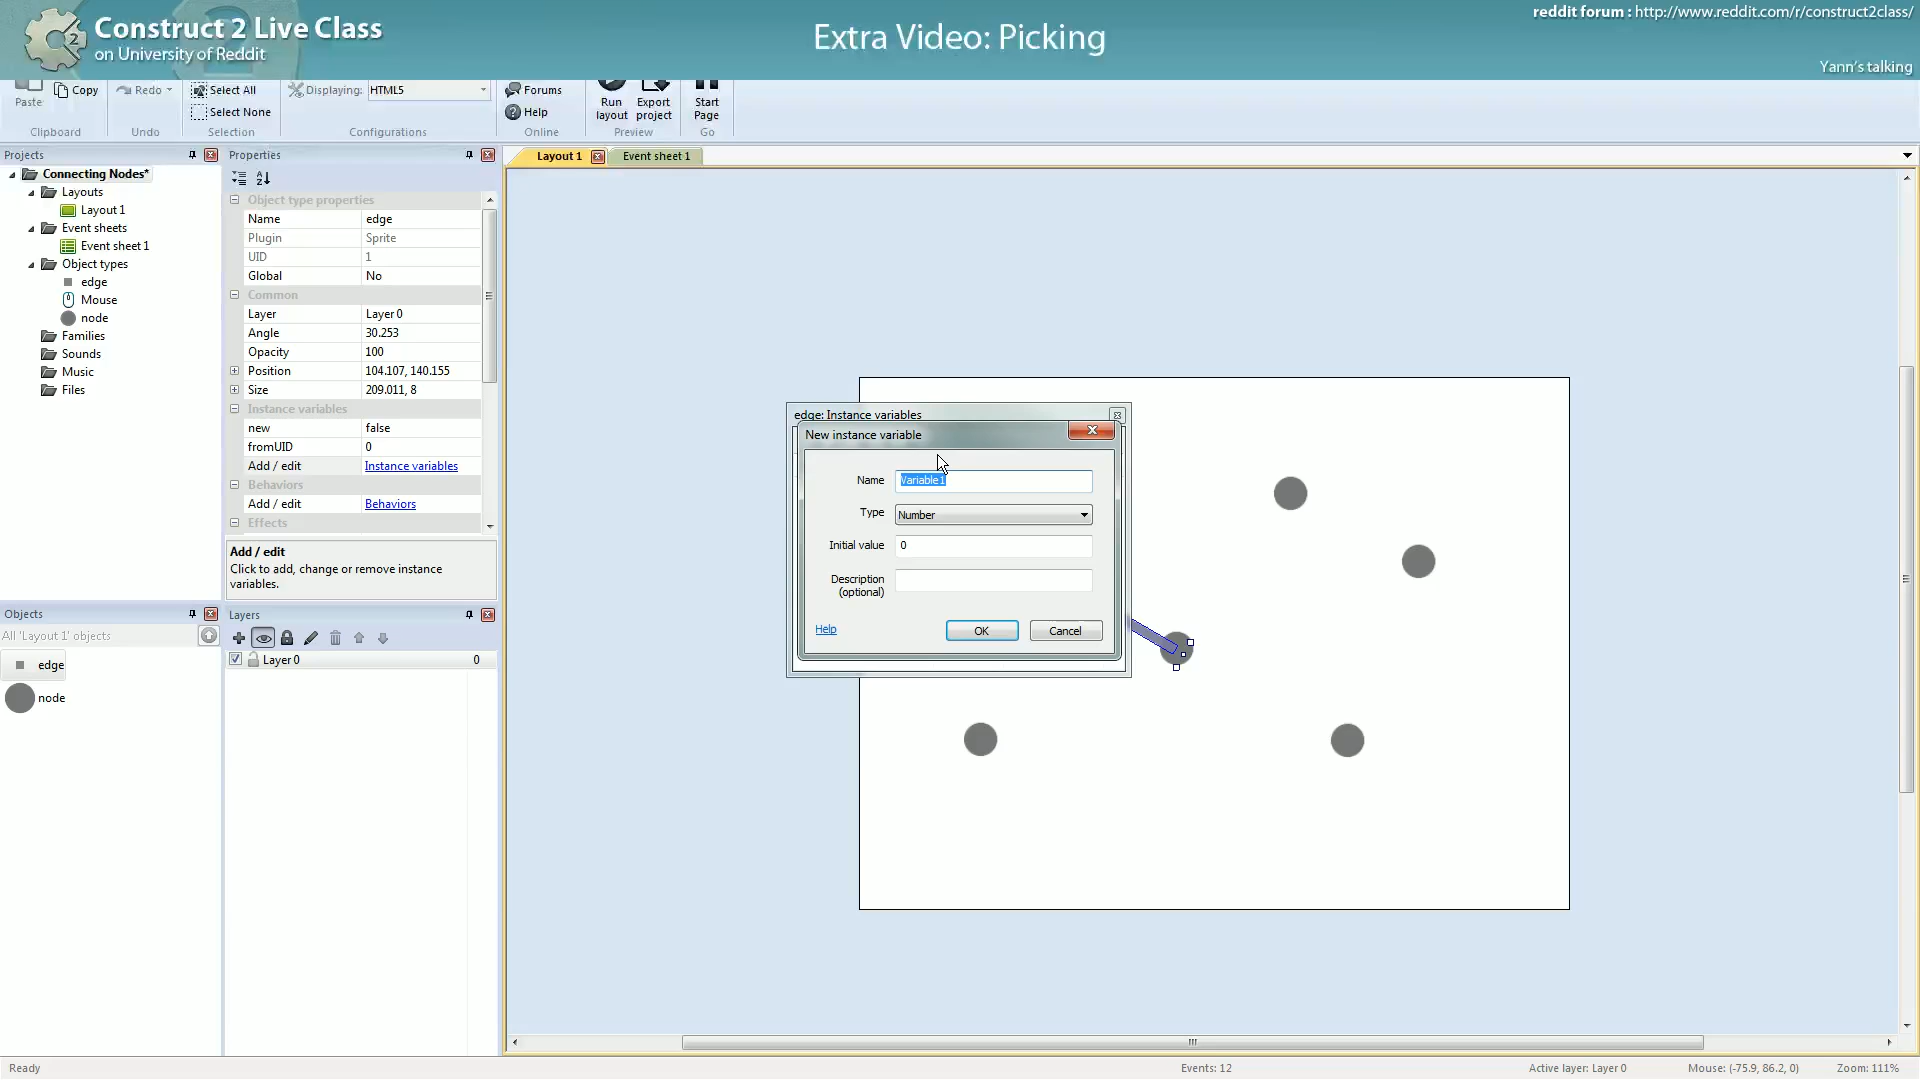 Construct 2 Live Class
on University of Reddit
Extra Video: Picking
reddit forum : http://www.reddit.com/r/construct2class/
Yann's talking
Paste
Copy
Clipboard
Redo
Undo
Select All
Select None
Selection
Displaying:
HTML5
Configurations
Forums
Help
Online
Run
layout
Export
project
Preview
Start
Page
Go
Projects
Connecting Nodes*
Layouts
Layout 1
Event sheets
Event sheet 1
Object types
edge
Mouse
node
Families
Sounds
Music
Files
Properties
Object type properties
Name edge
Plugin Sprite
UID 1
Global No
Common
Layer Layer 0
Angle 30.253
Opacity 100
Position 104.107, 140.155
Size 209.011, 8
Instance variables
new false
fromUID 0
Add / edit Instance variables
Behaviors
Add / edit Behaviors
Effects
Add / edit
Click to add, change or remove instance
variables.
Objects
All 'Layout 1' objects
edge
node
Layers
Layer 0 0
Layout 1
Event sheet 1
edge: Instance variables
New instance variable
Name Variable1
Type Number
Initial value 0
Description
(optional)
Help
OK
Cancel
Ready
Events: 12
Active layer: Layer 0
Mouse: (-75.9, 86.2, 0)
Zoom: 111%